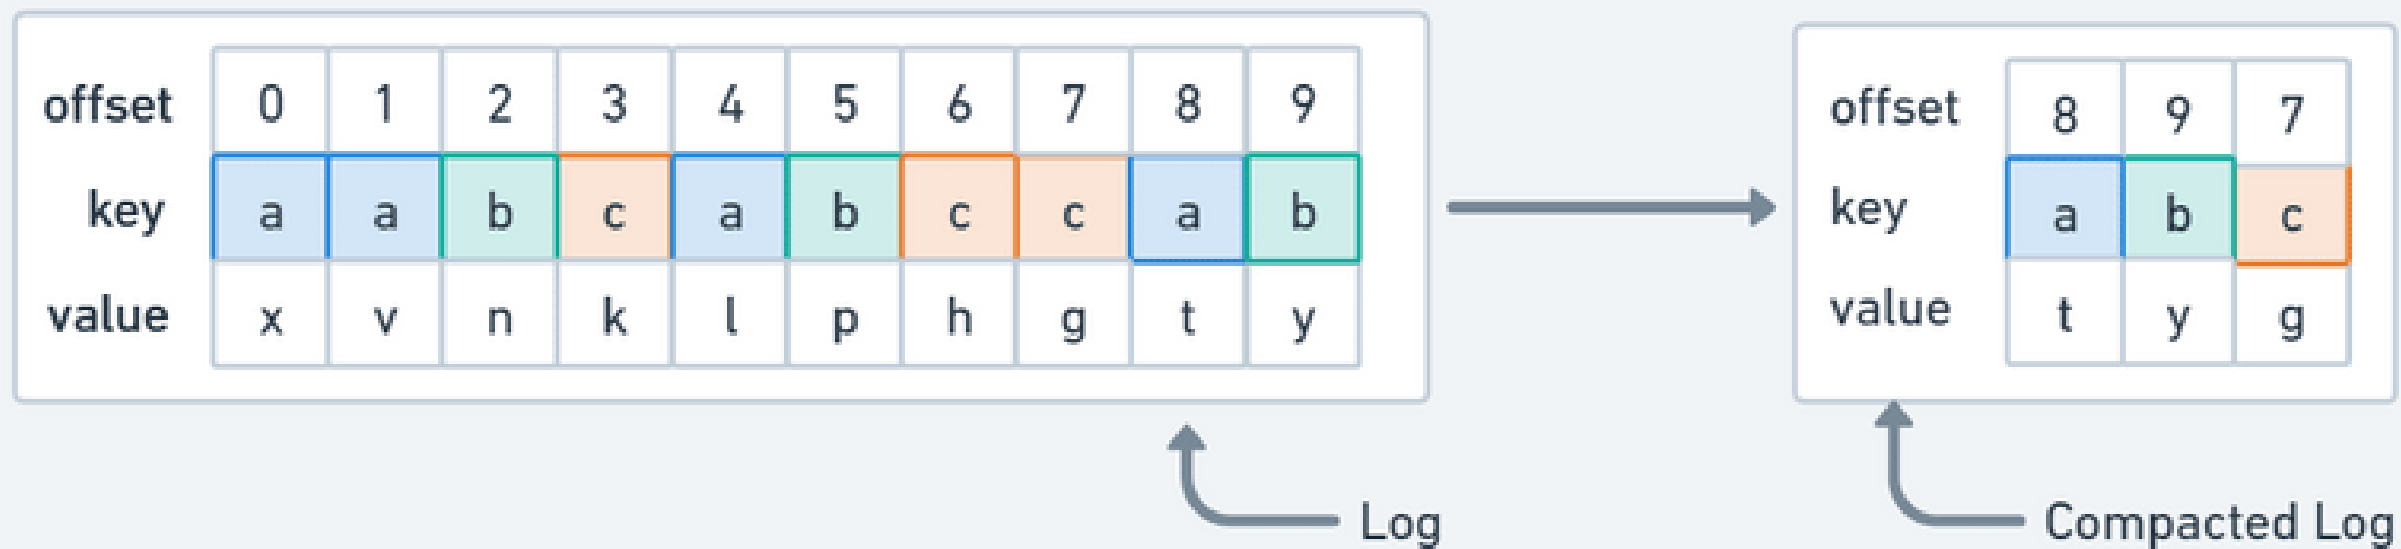 offset 0 1 2 3 4 5 6 7 8 9
key a a b c a b c c a b
value x v n k l p h g t y
offset 8 9 7
key a b c
value t y g
Log
Compacted Log